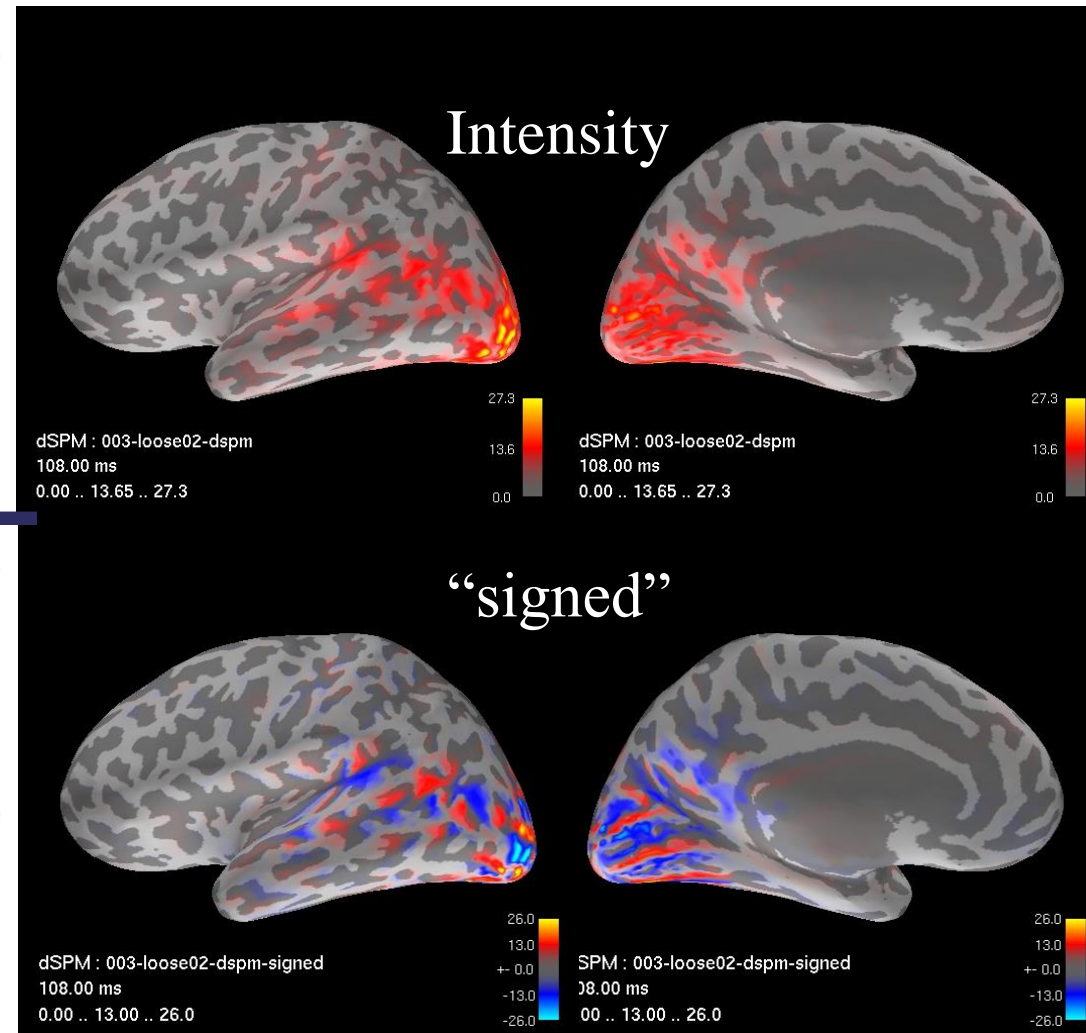 Intensity
27.3
13.6
0.0
dSPM : 003-loose02-dspm
108.00 ms
0.00 .. 13.65 .. 27.3
27.3
13.6
0.0
dSPM : 003-loose02-dspm
108.00 ms
0.00 .. 13.65 .. 27.3
“signed”
26.0
13.0
+- 0.0
-13.0
-26.0
dSPM : 003-loose02-dspm-signed
108.00 ms
0.00 .. 13.00 .. 26.0
26.0
13.0
+- 0.0
-13.0
-26.0
SPM : 003-loose02-dspm-signed
08.00 ms
00 .. 13.00 .. 26.0